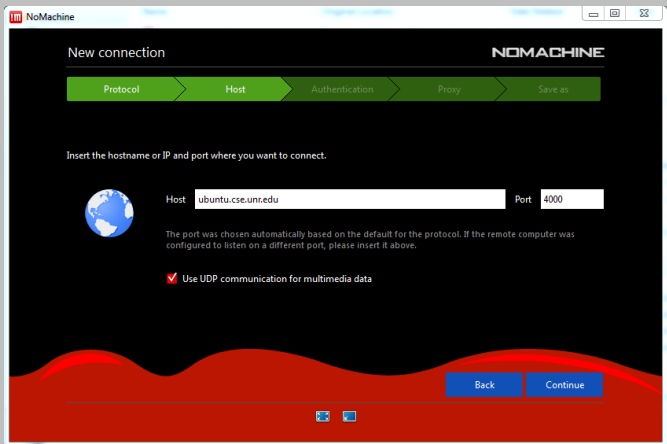 NoMachine
New connection
NOMACHINE
Protocol Host Authentication Proxy Save as
Insert the hostname or IP and port where you want to connect.
Host ubuntu.cse.unr.edu Port 4000
The port was chosen automatically based on the default for the protocol. If the remote computer was
configured to listen on a different port, please insert it above.
Use UDP communication for multimedia data
Back Continue